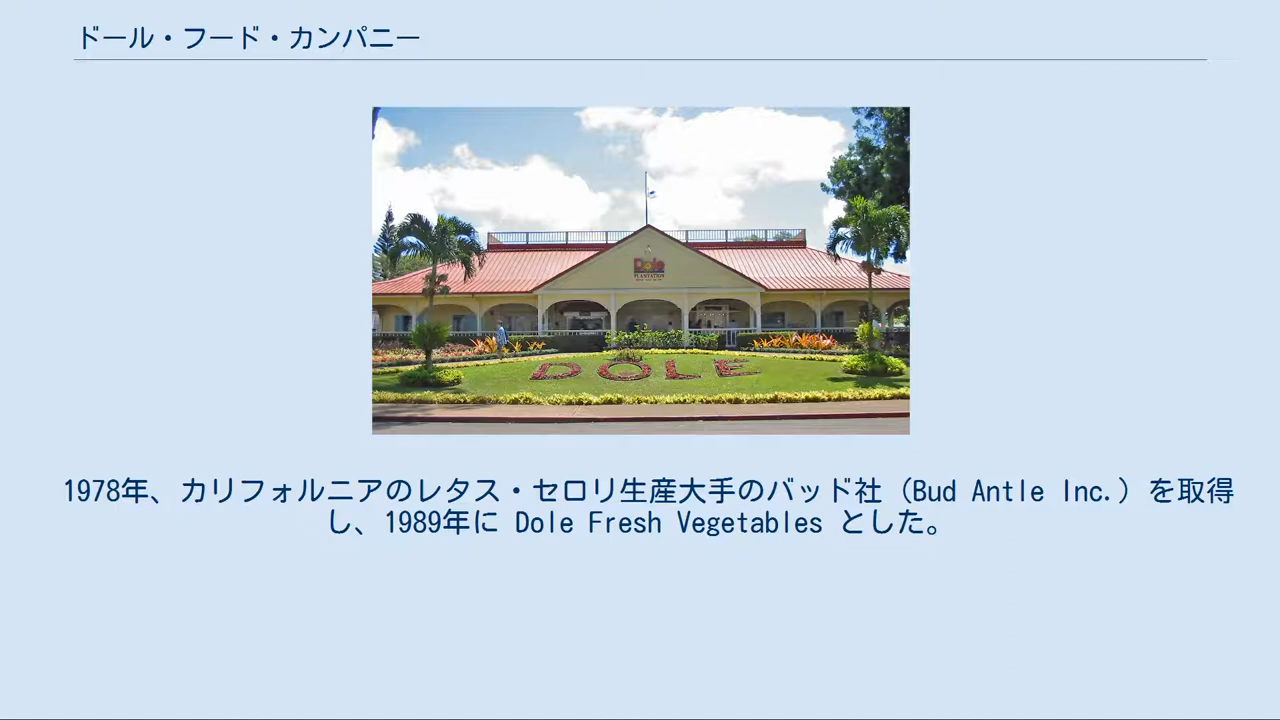 ドール・フード・カンパニー
Dole
PLANTATION
DOLE
1978年、カリフォルニアのレタス・セロリ生産大手のバッド社（Bud Antle Inc.）を取得
し、1989年に Dole Fresh Vegetables とした。